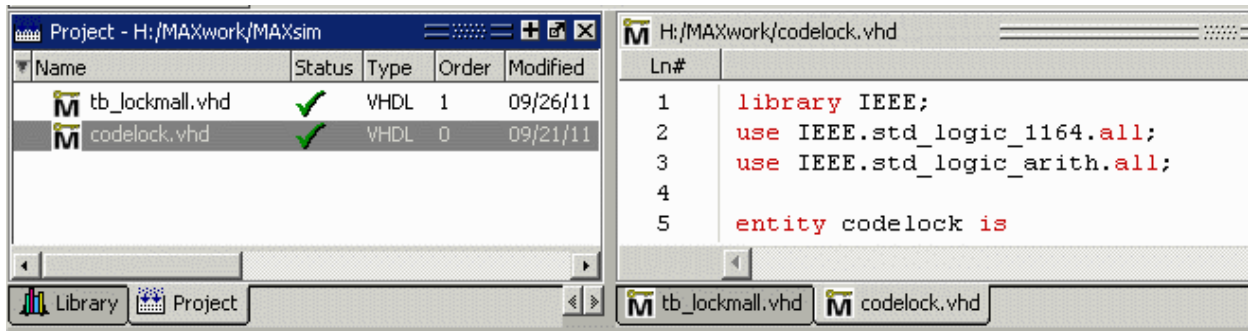 Project - H:/MAXwork/MAXsim
Name Status Type Order Modified
tb_lockmall.vhd VHDL 1 09/26/11
codelock.vhd VHDL 0 09/21/11
Library Project
H:/MAXwork/codelock.vhd
Ln#
1 library IEEE;
2 use IEEE.std_logic_1164.all;
3 use IEEE.std_logic_arith.all;
4
5 entity codelock is
tb_lockmall.vhd codelock.vhd